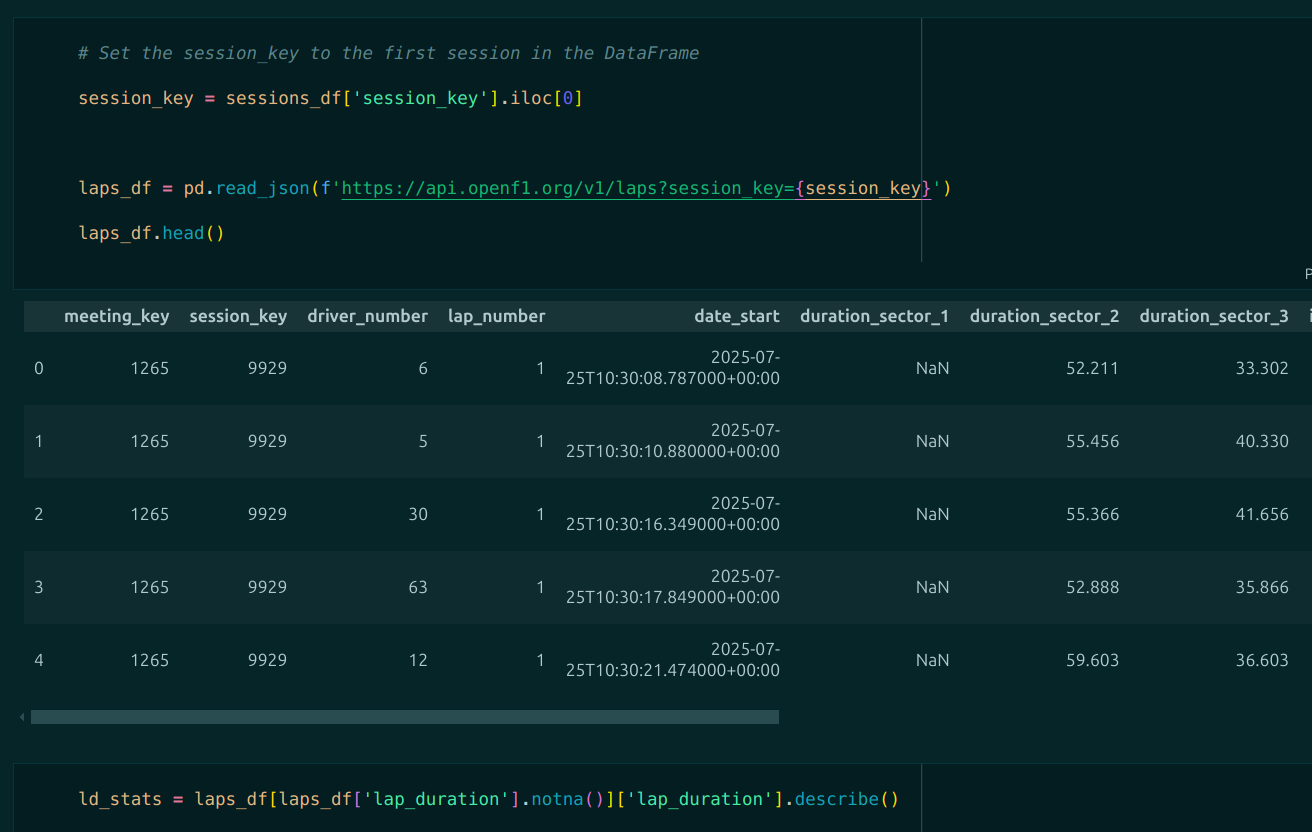 # Set the session_key to the first session in the DataFrame
session_key = sessions_df['session_key'].iloc[0]
laps_df = pd.read_json(f'https://api.openf1.org/v1/laps?session_key={session_key}')
laps_df.head()
meeting_key session_key driver_number lap_number date_start duration_sector_1 duration_sector_2 duration_sector_3
0 1265 9929 6 1 2025-07-
25T10:30:08.787000+00:00 NaN 52.211 33.302
1 1265 9929 5 1 2025-07-
25T10:30:10.880000+00:00 NaN 55.456 40.330
2 1265 9929 30 1 2025-07-
25T10:30:16.349000+00:00 NaN 55.366 41.656
3 1265 9929 63 1 2025-07-
25T10:30:17.849000+00:00 NaN 52.888 35.866
4 1265 9929 12 1 2025-07-
25T10:30:21.474000+00:00 NaN 59.603 36.603
ld_stats = laps_df[laps_df['lap_duration'].notna()]['lap_duration'].describe()